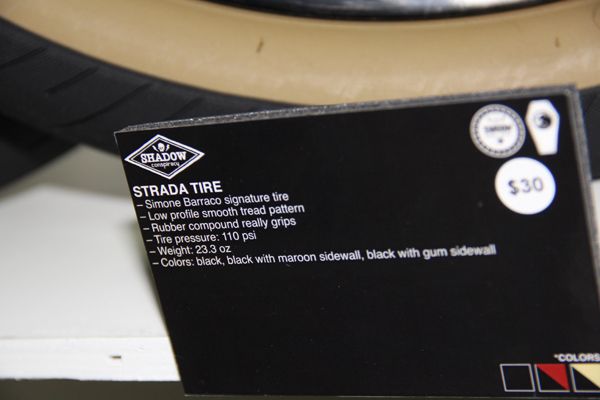 SHADOW
conspiracy
$30
STRADA TIRE
– Simone Barraco signature tire
– Low profile smooth tread pattern
– Rubber compound really grips
– Tire pressure: 110 psi
– Weight: 23.3 oz
– Colors: black, black with maroon sidewall, black with gum sidewall
*COLORS